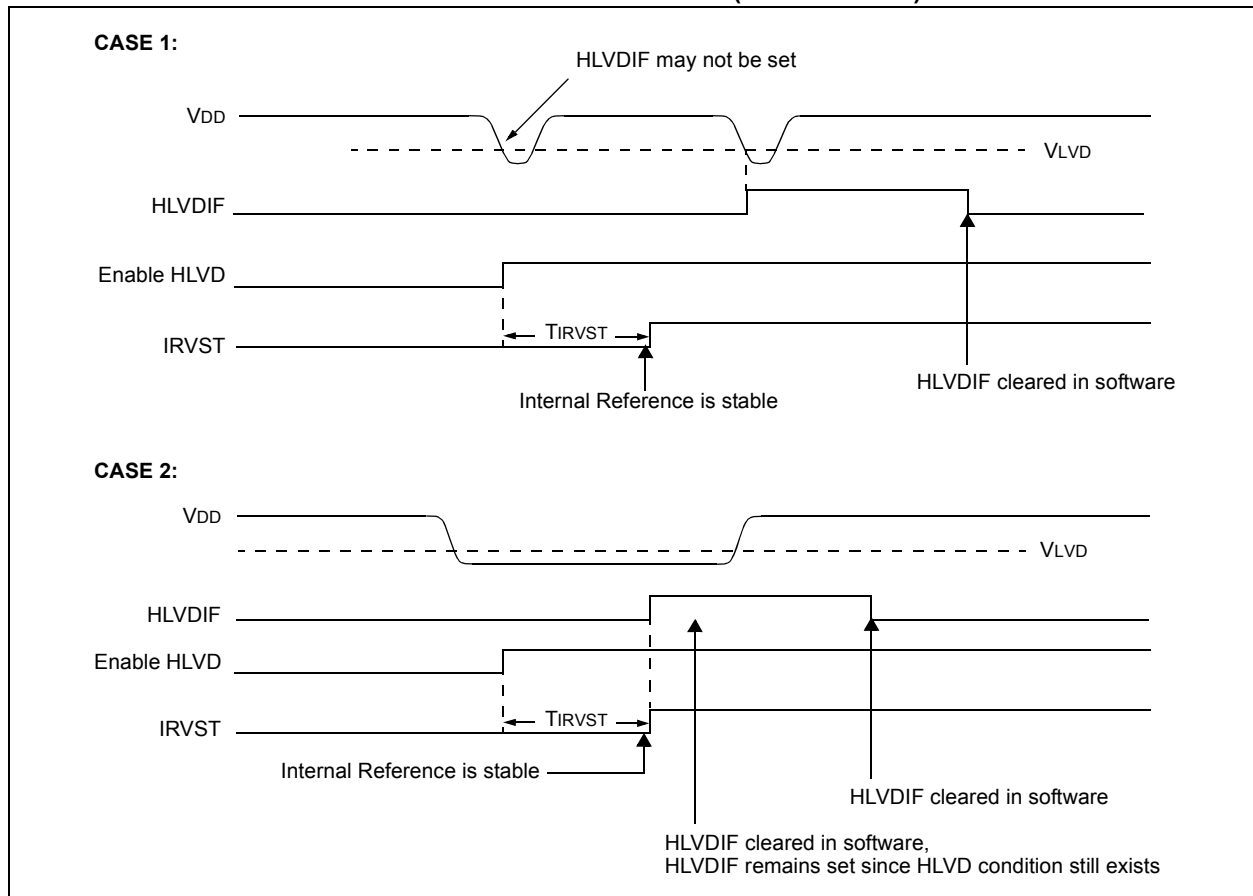 CASE 1:
HLVDIF may not be set
VDD
VLVD
HLVDIF
Enable HLVD
TIRVST
IRVST
HLVDIF cleared in software
Internal Reference is stable
CASE 2:
VDD
VLVD
HLVDIF
Enable HLVD
TIRVST
IRVST
Internal Reference is stable
HLVDIF cleared in software
HLVDIF cleared in software,
HLVDIF remains set since HLVD condition still exists